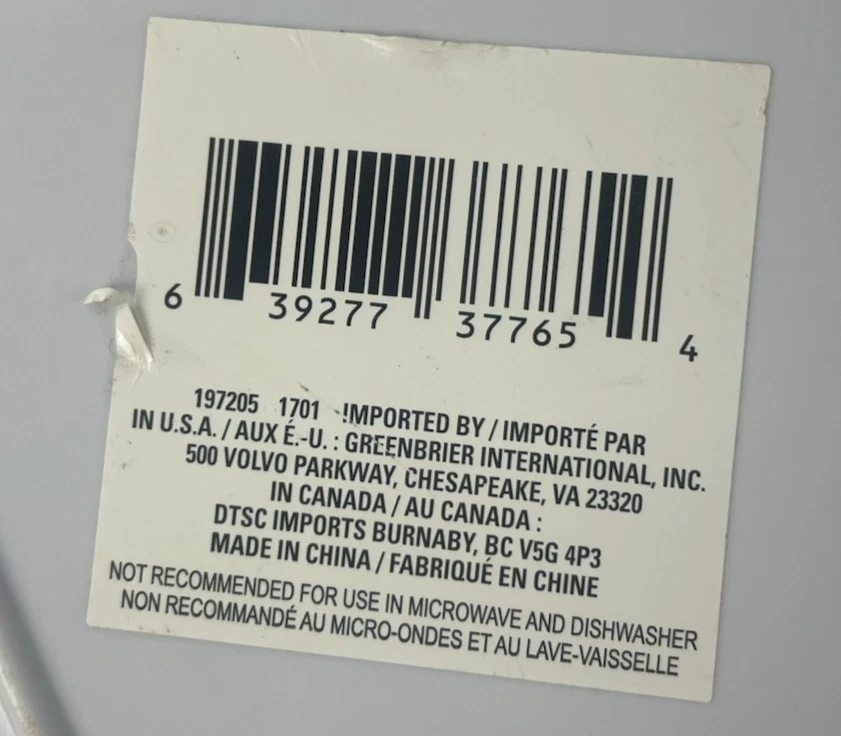 6 39277 37765 4
197205 1701 IMPORTED BY / IMPORTÉ PAR
IN U.S.A. / AUX É.-U. : GREENBRIER INTERNATIONAL, INC.
500 VOLVO PARKWAY, CHESAPEAKE, VA 23320
IN CANADA / AU CANADA :
DTSC IMPORTS BURNABY, BC V5G 4P3
MADE IN CHINA / FABRIQUÉ EN CHINE
NOT RECOMMENDED FOR USE IN MICROWAVE AND DISHWASHER
NON RECOMMANDÉ AU MICRO-ONDES ET AU LAVE-VAISSELLE